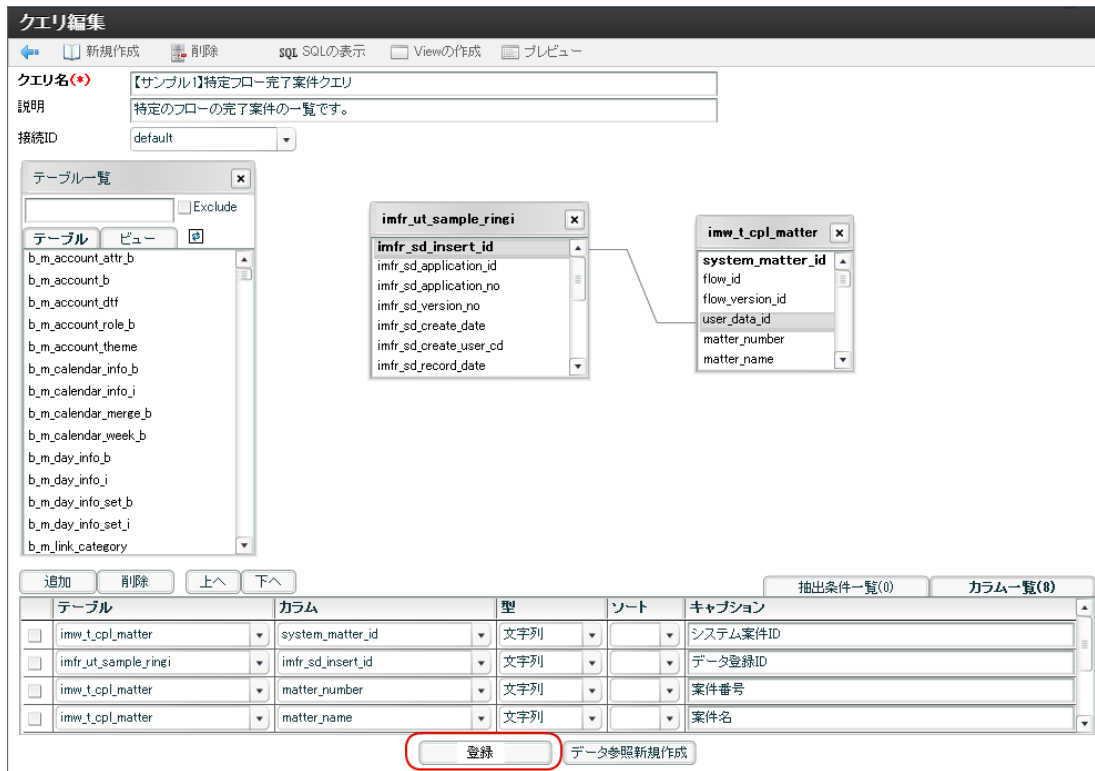 クエリ編集
新規作成 削除 SQL SQLの表示 Viewの作成 プレビュー
クエリ名(*) 【サンプル1】特定フロー完了案件クエリ
説明 特定のフローの完了案件の一覧です。
接続ID default
テーブル一覧
Exclude
テーブル ビュー
b_m_account_attr_b
b_m_account_b
b_m_account_dtf
b_m_account_role_b
b_m_account_theme
b_m_calendar_info_b
b_m_calendar_info_i
b_m_calendar_merge_b
b_m_calendar_week_b
b_m_day_info_b
b_m_day_info_i
b_m_day_info_set_b
b_m_day_info_set_i
b_m_link_category
imfr_ut_sample_ringi
imfr_sd_insert_id
imfr_sd_application_id
imfr_sd_application_no
imfr_sd_version_no
imfr_sd_create_date
imfr_sd_create_user_cd
imfr_sd_record_date
imw_t_cpl_matter
system_matter_id
flow_id
flow_version_id
user_data_id
matter_number
matter_name
追加 削除 上へ 下へ 抽出条件一覧(0) カラム一覧(8)
テーブル カラム 型 ソート キャプション
imw_t_cpl_matter system_matter_id 文字列 システム案件ID
imfr_ut_sample_ringi imfr_sd_insert_id 文字列 データ登録ID
imw_t_cpl_matter matter_number 文字列 案件番号
imw_t_cpl_matter matter_name 文字列 案件名
登録 データ参照新規作成